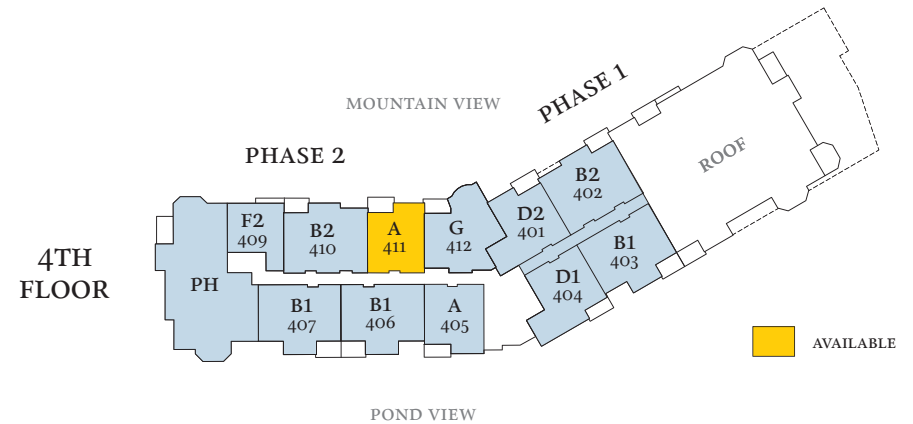 MOUNTAIN VIEW
PHASE 1
PHASE 2
ROOF
B2
402
D2
401
B1
403
D1
404
F2
409
B2
410
A
411
G
412
4TH
FLOOR
PH
B1
407
B1
406
A
405
AVAILABLE
POND VIEW